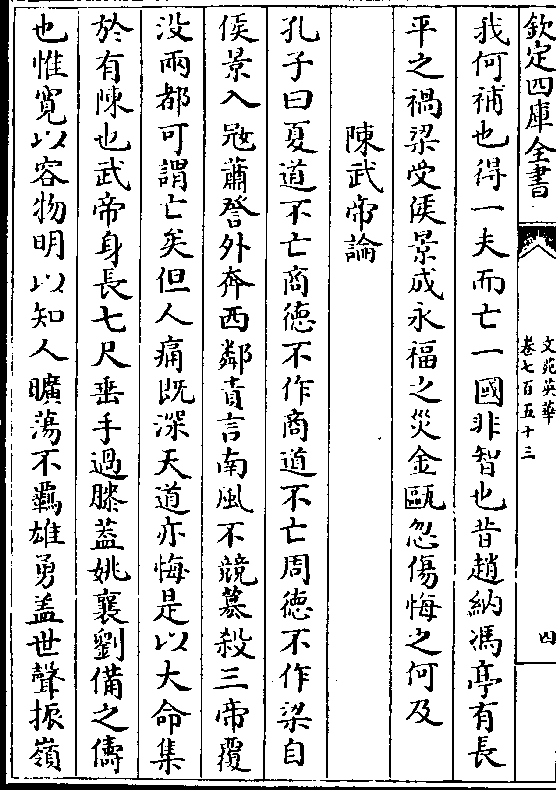 欽定四庫全書
文苑英華
卷七百五十三
四
我何補也得一夫而亡一國非智也昔趙納馮亭有長
平之禍梁受侯景成永福之災金甌忽傷悔之何及
陳武帝論
孔子曰夏道不亡商德不作商道不亡周德不作梁自
侯景入寇蕭詧外奔西鄰責言南風不競篡殺三帝覆
沒兩都可謂亡矣但人痛既深天道亦悔是以大命集
於有陳也武帝身長七尺垂手過膝蓋姚襄劉備之儔
也惟寛以容物明以知人曠蕩不羈雄勇盖世聲振嶺